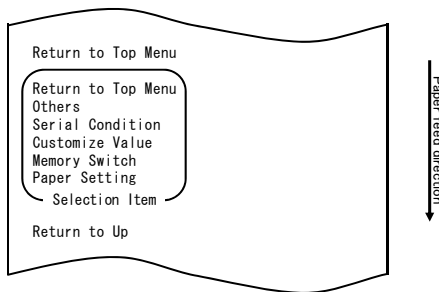 Return to Top Menu
Return to Top Menu
Others
Serial Condition
Customize Value
Memory Switch
Paper Setting
Selection Item
Return to Up
Paper feed direction